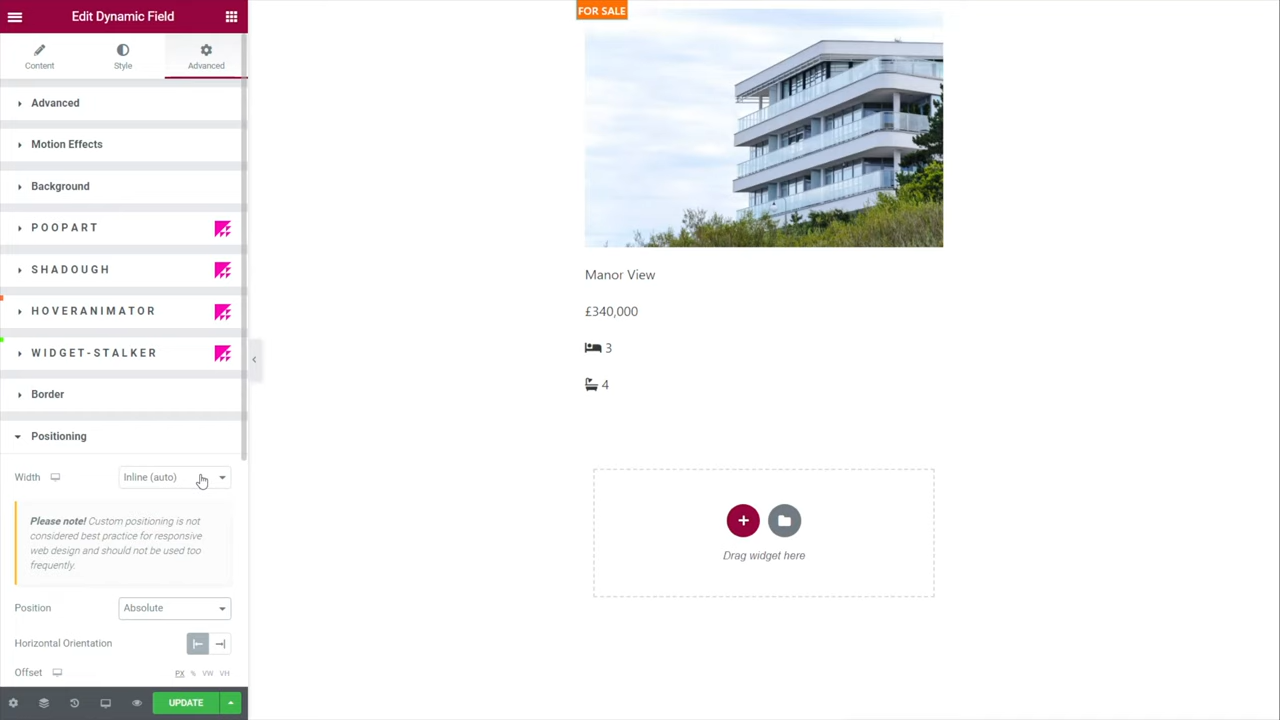 Edit Dynamic Field
Content
Style
Advanced
Advanced
Motion Effects
Background
POOPART
SHADOUGH
HOVERANIMATOR
WIDGET-STALKER
Border
Positioning
Width
Inline (auto)
Please note! Custom positioning is not
considered best practice for responsive
web design and should not be used too
frequently.
Position
Absolute
Horizontal Orientation
Offset
PX % VW VH
UPDATE
FOR SALE
Manor View
£340,000
3
4
Drag widget here